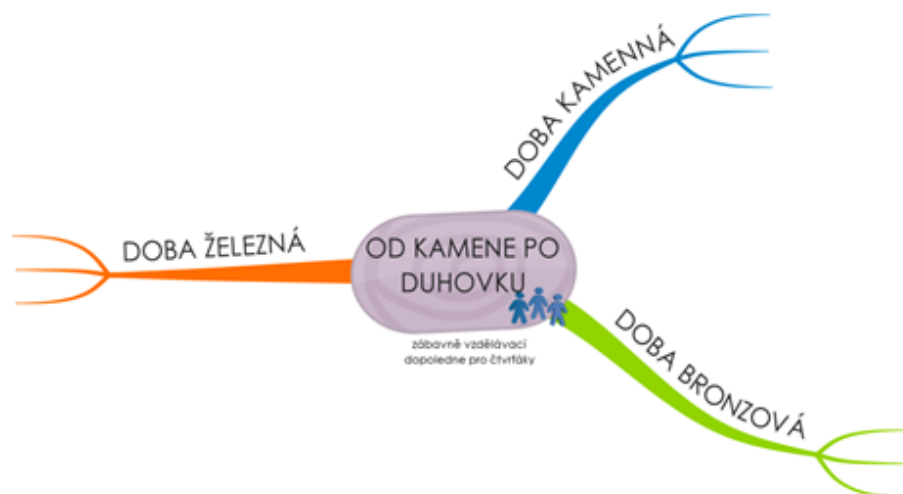 DOBA KAMENNÁ
DOBA ŽELEZNÁ
OD KAMENE PO
DUHOVKU
zábavně vzdělávací
dopoledne pro čtvrťáky
DOBA BRONZOVÁ